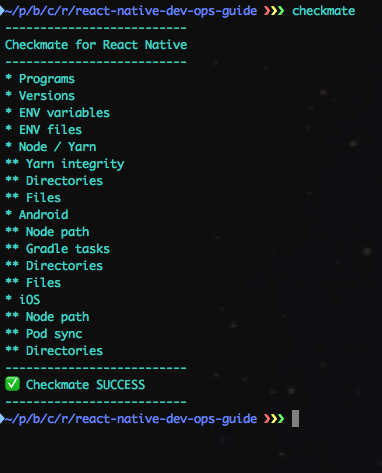 ~/p/b/c/r/react-native-dev-ops-guide ❯❯❯ checkmate
--------------------------
Checkmate for React Native
--------------------------
* Programs
* Versions
* ENV variables
* ENV files
* Node / Yarn
** Yarn integrity
** Directories
** Files
* Android
** Node path
** Gradle tasks
** Directories
** Files
* iOS
** Node path
** Pod sync
** Directories
--------------------------
✅ Checkmate SUCCESS
--------------------------
~/p/b/c/r/react-native-dev-ops-guide ❯❯❯